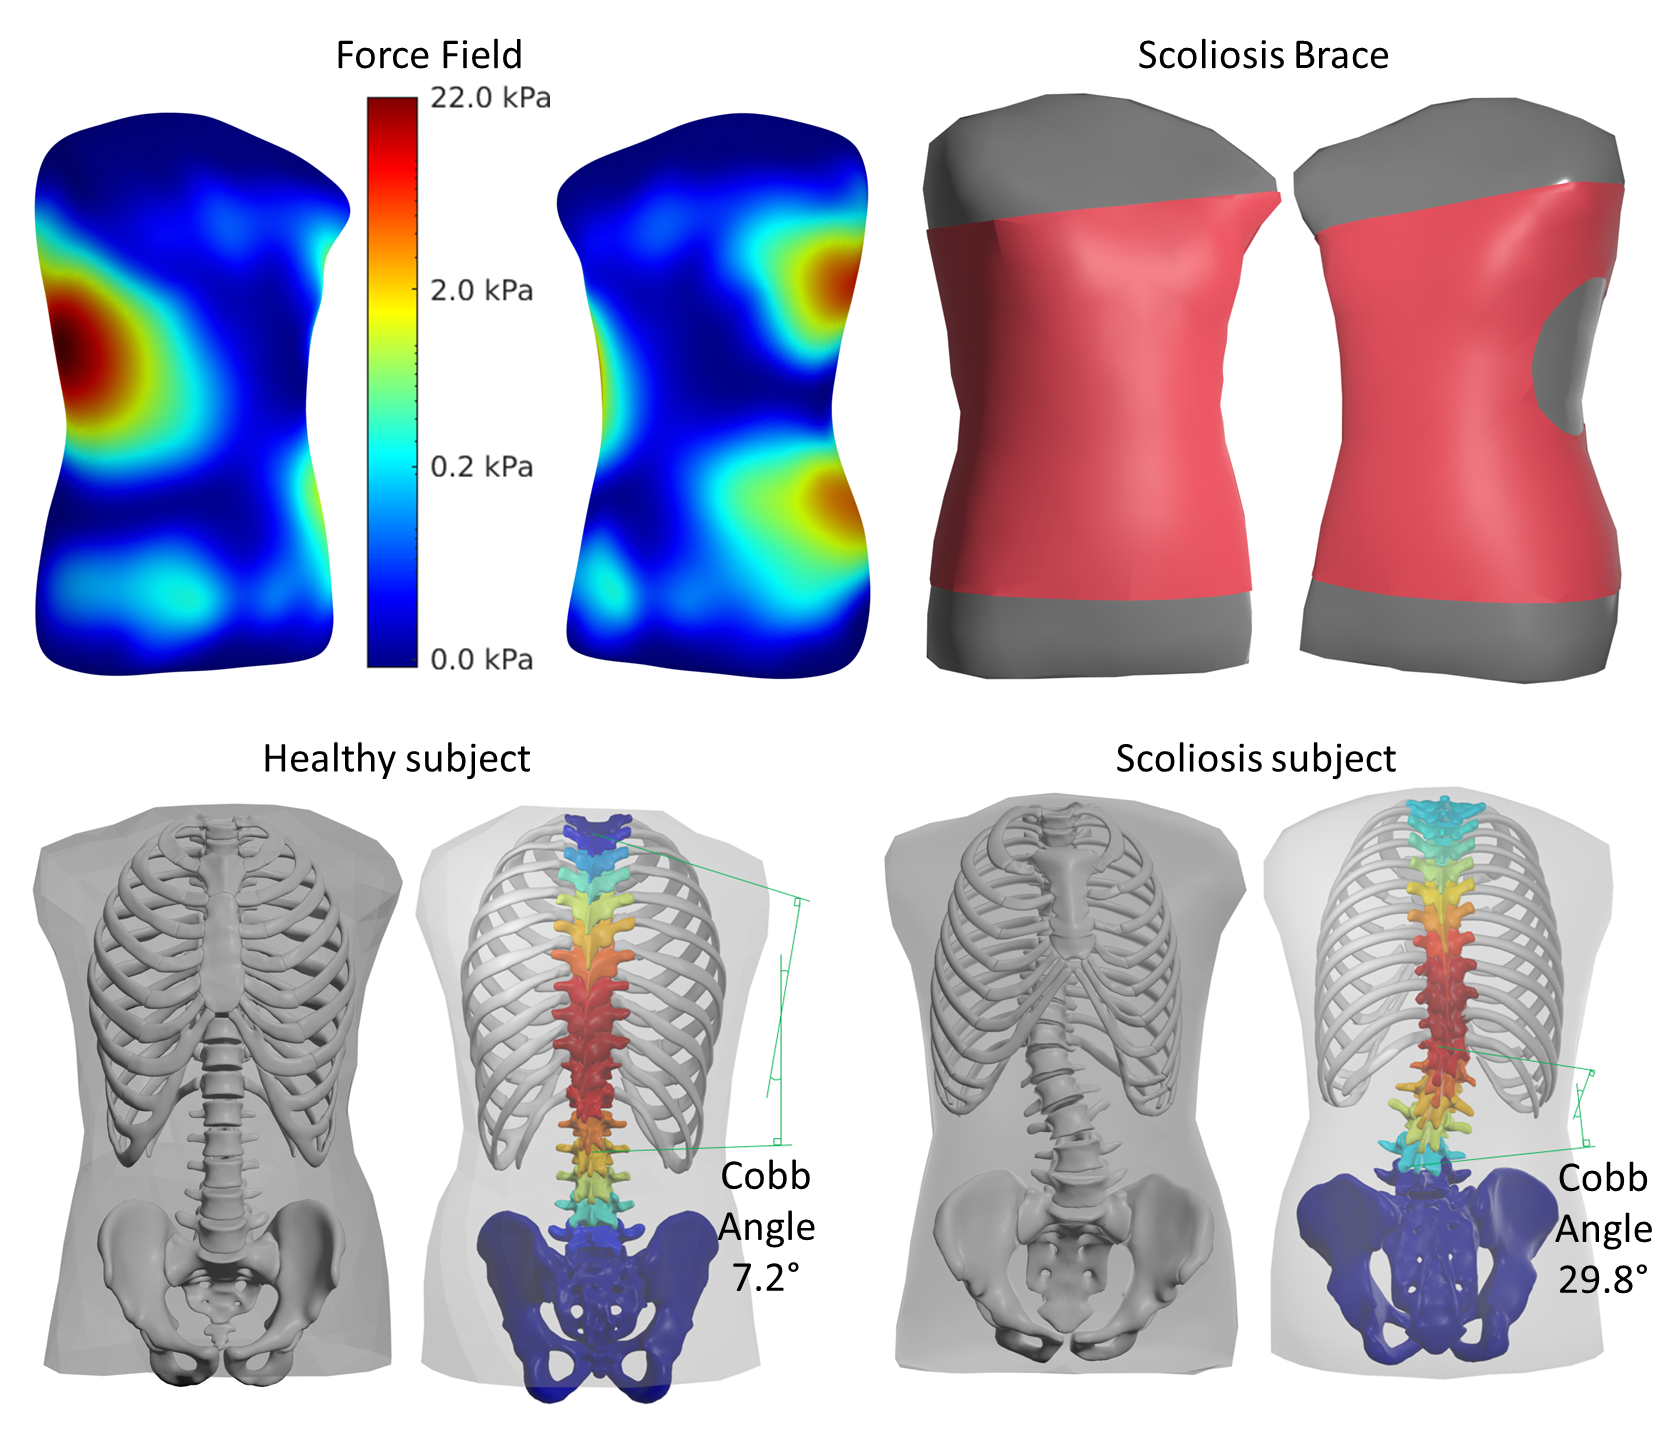 Force Field
Scoliosis Brace
22.0 kPa
2.0 kPa
0.2 kPa
0.0 kPa
Healthy subject
Scoliosis subject
Cobb
Angle
7.2°
Cobb
Angle
29.8°